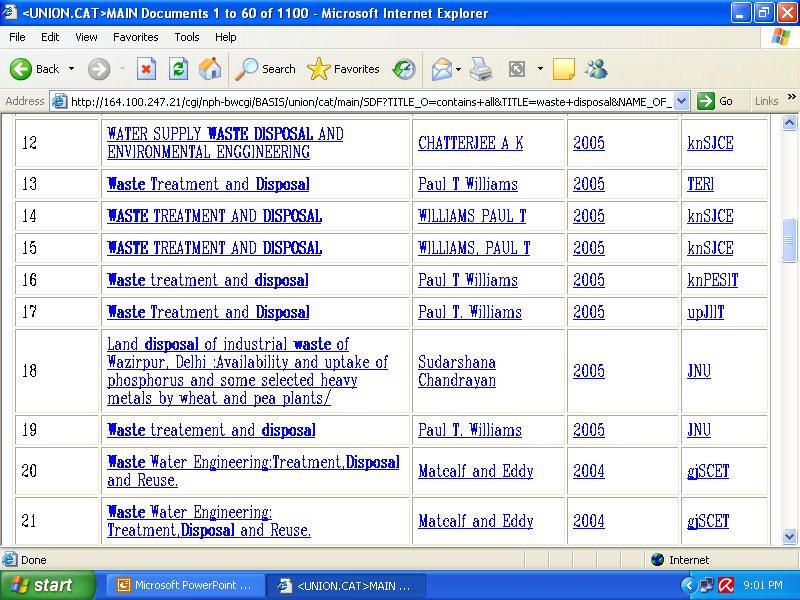 <UNION.CAT>MAIN Documents 1 to 60 of 1100 - Microsoft Internet Explorer
File Edit View Favorites Tools Help
Back Search Favorites
Address http://164.100.247.21/cgi/nph-bwcgi/BASIS/union/cat/main/SDF?TITLE_O=contains+all&TITLE=waste+disposal&NAME_OF_ Go Links »
12 WATER SUPPLY WASTE DISPOSAL AND CHATTERJEE A K 2005 knSJCE
ENVIRONMENTAL ENGGINEERING
13 Waste Treatment and Disposal Paul T Williams 2005 TERI
14 WASTE TREATMENT AND DISPOSAL WILLIAMS PAUL T 2005 knSJCE
15 WASTE TREATMENT AND DISPOSAL WILLIAMS, PAUL T 2005 knSJCE
16 Waste treatment and disposal Paul T Williams 2005 knPESIT
17 Waste Treatment and Disposal Paul T. Williams 2005 upJIIT
18 Land disposal of industrial waste of
Wazirpur, Delhi :Availability and uptake of
phosphorus and some selected heavy
metals by wheat and pea plants/
Sudarshana
Chandrayan
2005 JNU
19 Waste treatement and disposal Paul T. Williams 2005 JNU
20 Waste Water Engineering:Treatment,Disposal
and Reuse. Metcalf and Eddy 2004 gjSCET
21 Waste Water Engineering:
Treatment,Disposal and Reuse. Metcalf and Eddy 2004 gjSCET
Done Internet
start Microsoft PowerPoint ... <UNION.CAT>MAIN ... 9:01 PM